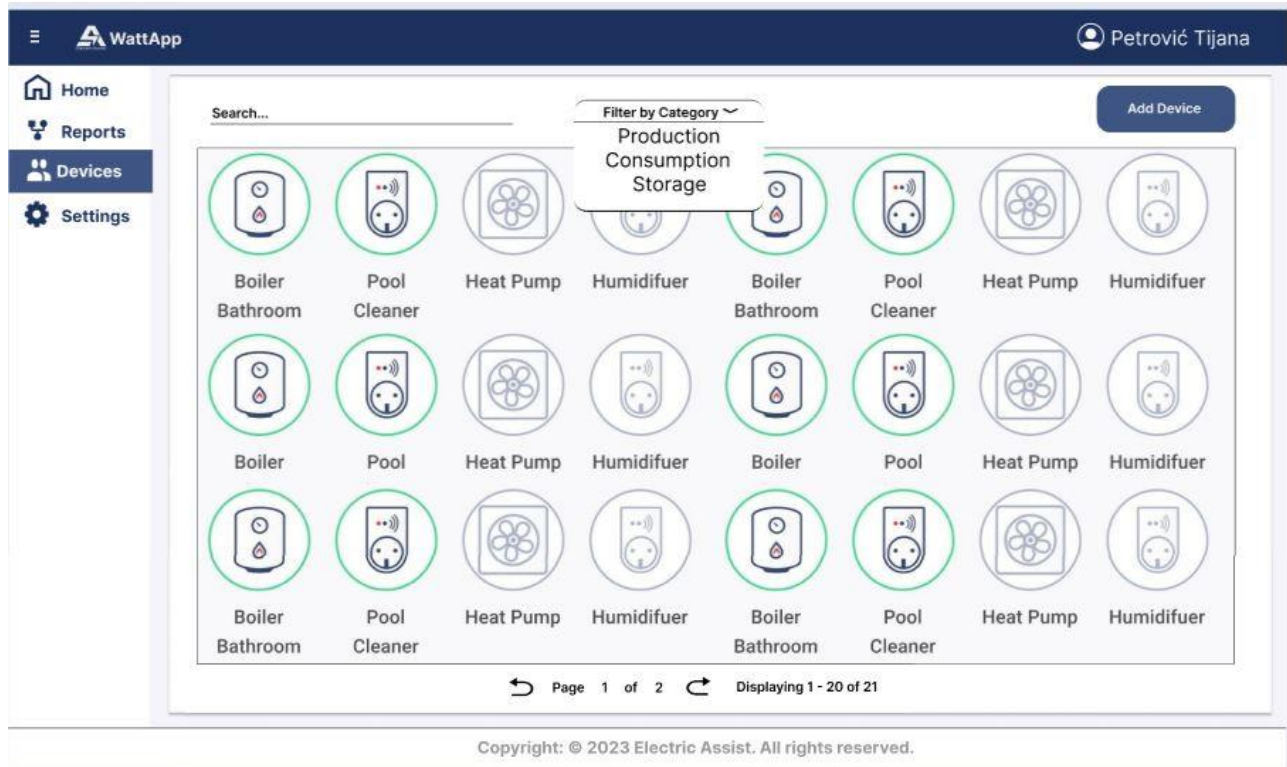 WattApp
Petrović Tijana
Home
Reports
Devices
Settings
Search...
Filter by Category
Production
Consumption
Storage
Add Device
Boiler Bathroom
Pool Cleaner
Heat Pump
Humidifuer
Boiler Bathroom
Pool Cleaner
Heat Pump
Humidifuer
Boiler
Pool
Heat Pump
Humidifuer
Boiler
Pool
Heat Pump
Humidifuer
Boiler Bathroom
Pool Cleaner
Heat Pump
Humidifuer
Boiler Bathroom
Pool Cleaner
Heat Pump
Humidifuer
Page 1 of 2
Displaying 1 - 20 of 21
Copyright: © 2023 Electric Assist. All rights reserved.